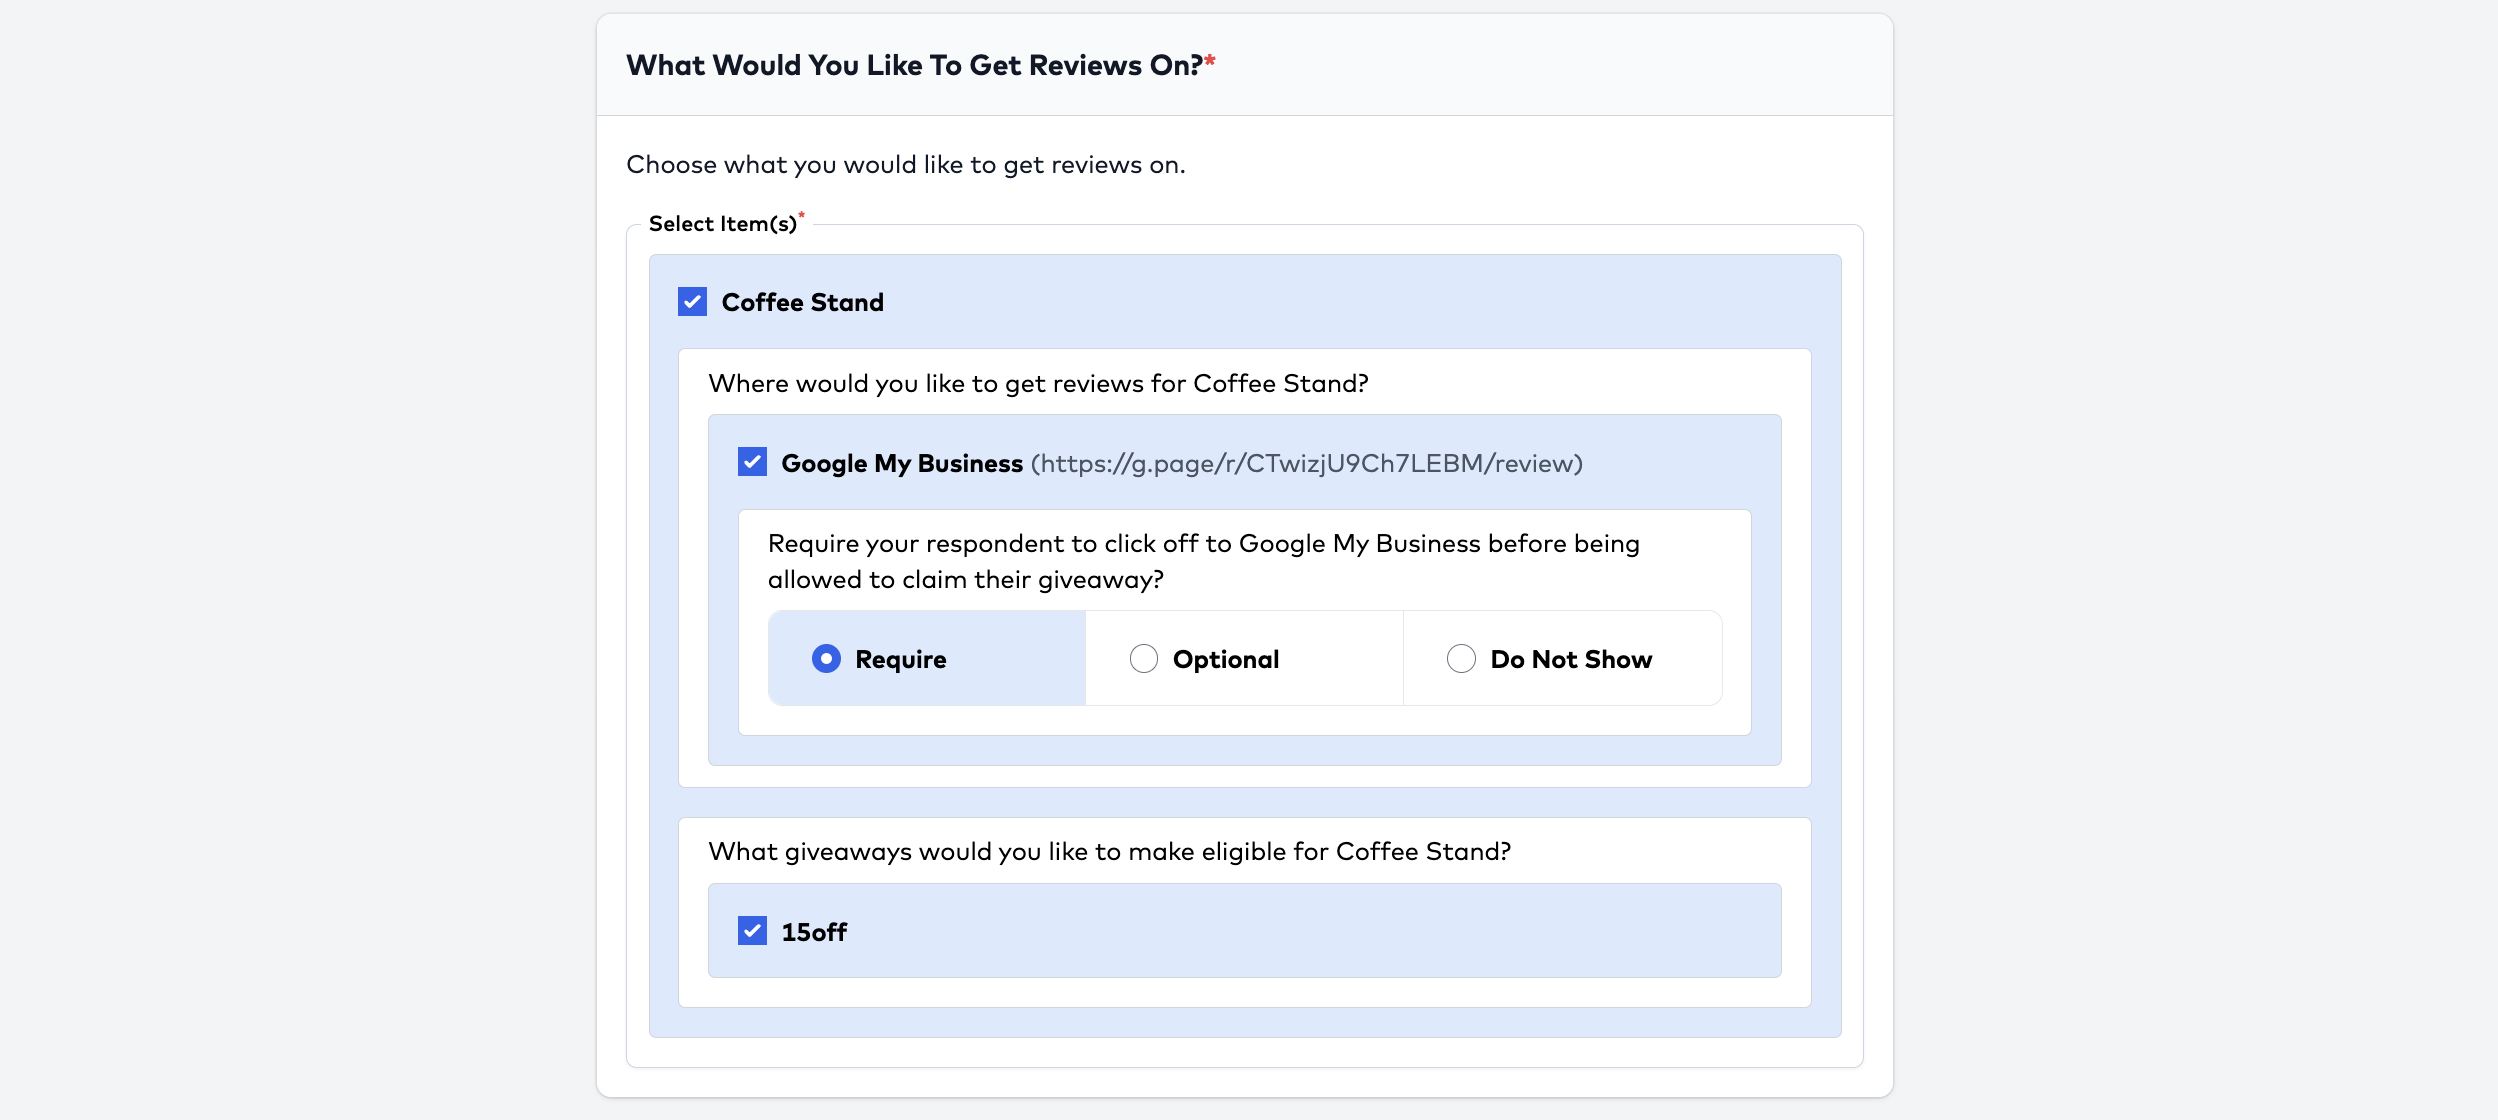 What Would You Like To Get Reviews On?*
Choose what you would like to get reviews on.
Select Item(s)*
Coffee Stand
Where would you like to get reviews for Coffee Stand?
Google My Business (https://g.page/r/CTwizjU9Ch7LEBM/review)
Require your respondent to click off to Google My Business before being
allowed to claim their giveaway?
Require
Optional
Do Not Show
What giveaways would you like to make eligible for Coffee Stand?
15off